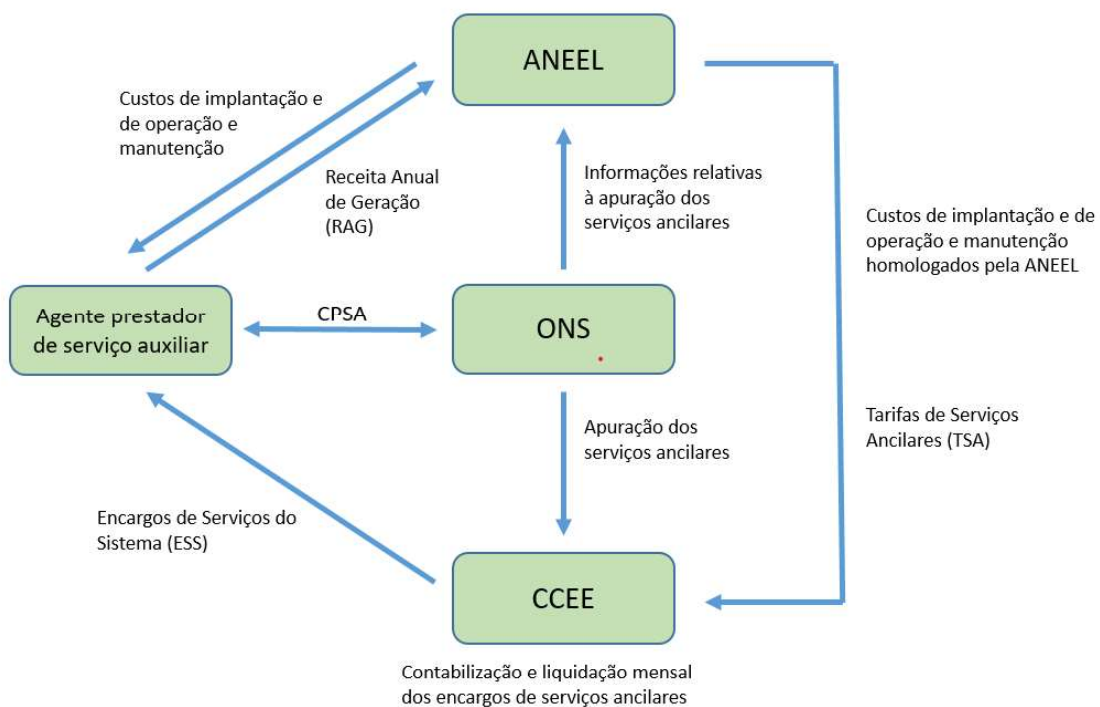 ANEEL
Custos de implantação e
de operação e
manutenção
Receita Anual
de Geração
(RAG)
Informações relativas
à apuração dos
serviços ancilares
Custos de implantação e de
operação e manutenção
homologados pela ANEEL
Agente prestador
de serviço auxiliar
CPSA
ONS
Tarifas de Serviços
Ancilares (TSA)
Apuração dos
serviços ancilares
Encargos de Serviços do
Sistema (ESS)
CCEE
Contabilização e liquidação mensal
dos encargos de serviços ancilares